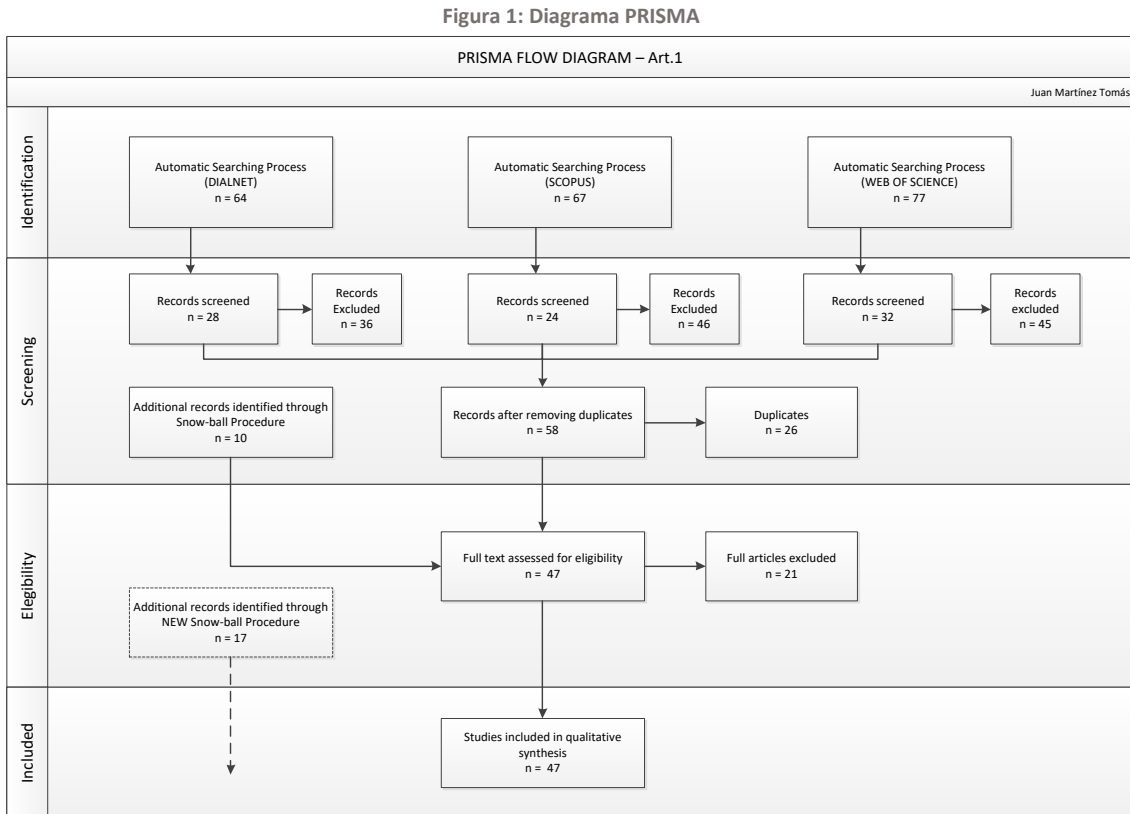 Figura 1: Diagrama PRISMA
PRISMA FLOW DIAGRAM – Art.1
Juan Martínez Tomás
Identification
Automatic Searching Process
(DIALNET)
n = 64
Automatic Searching Process
(SCOPUS)
n = 67
Automatic Searching Process
(WEB OF SCIENCE)
n = 77
Screening
Records screened
n = 28
Records
Excluded
n = 36
Records screened
n = 24
Records
Excluded
n = 46
Records screened
n = 32
Records
excluded
n = 45
Additional records identified through
Snow-ball Procedure
n = 10
Records after removing duplicates
n = 58
Duplicates
n = 26
Elegibility
Full text assessed for eligibility
n = 47
Full articles excluded
n = 21
Additional records identified through
NEW Snow-ball Procedure
n = 17
Included
Studies included in qualitative
synthesis
n = 47